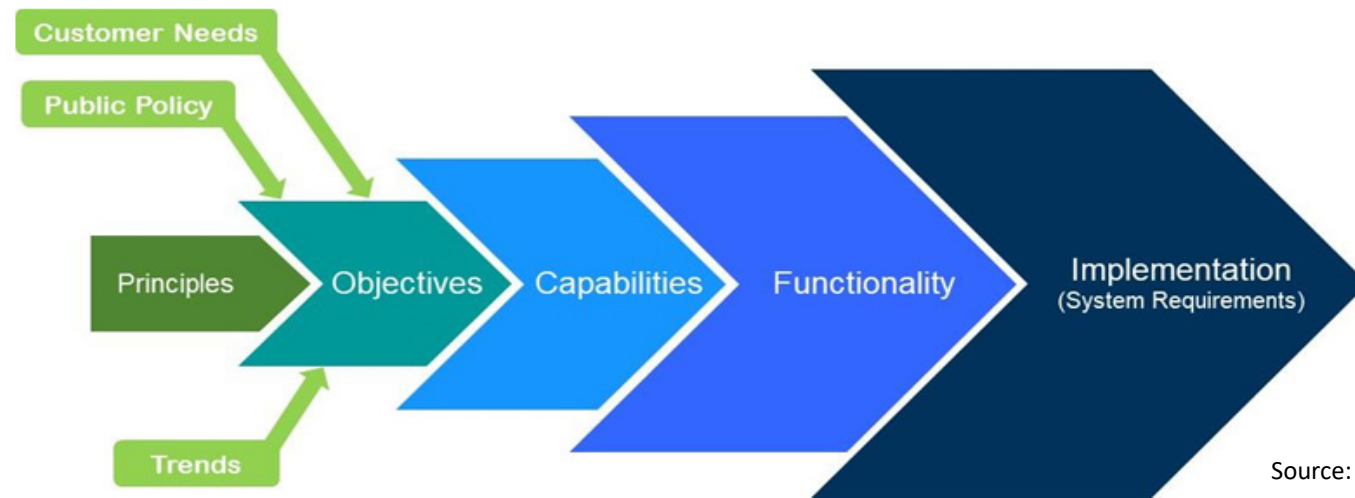 Customer Needs
Public Policy
Principles
Objectives
Capabilities
Functionality
Implementation
(System Requirements)
Trends
Source: